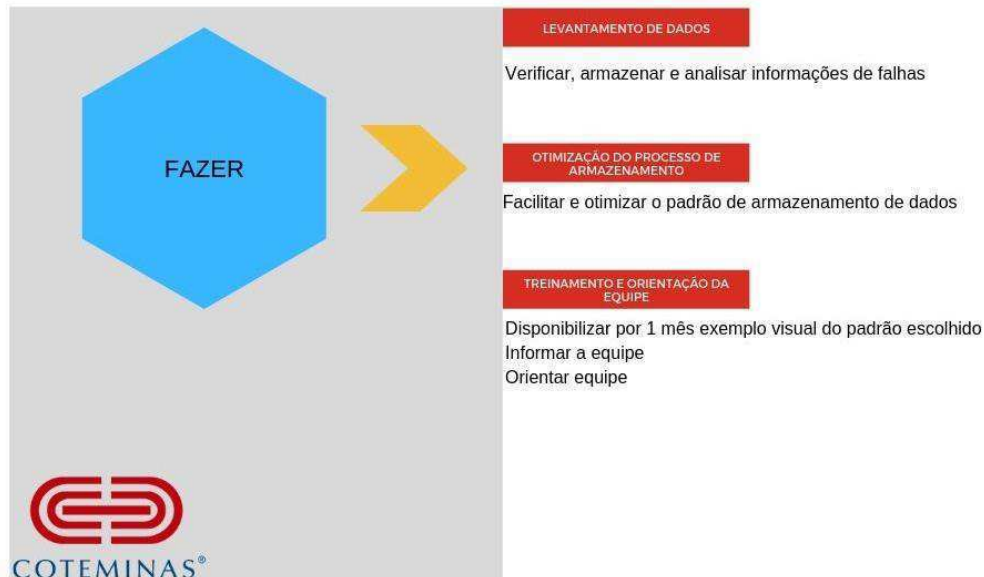 FAZER
LEVANTAMENTO DE DADOS
Verificar, armazenar e analisar informações de falhas
OTIMIZAÇÃO DO PROCESSO DE
ARMAZENAMENTO
Facilitar e otimizar o padrão de armazenamento de dados
TREINAMENTO E ORIENTAÇÃO DA
EQUIPE
Disponibilizar por 1 mês exemplo visual do padrão escolhido
Informar a equipe
Orientar equipe
COTEMINAS®